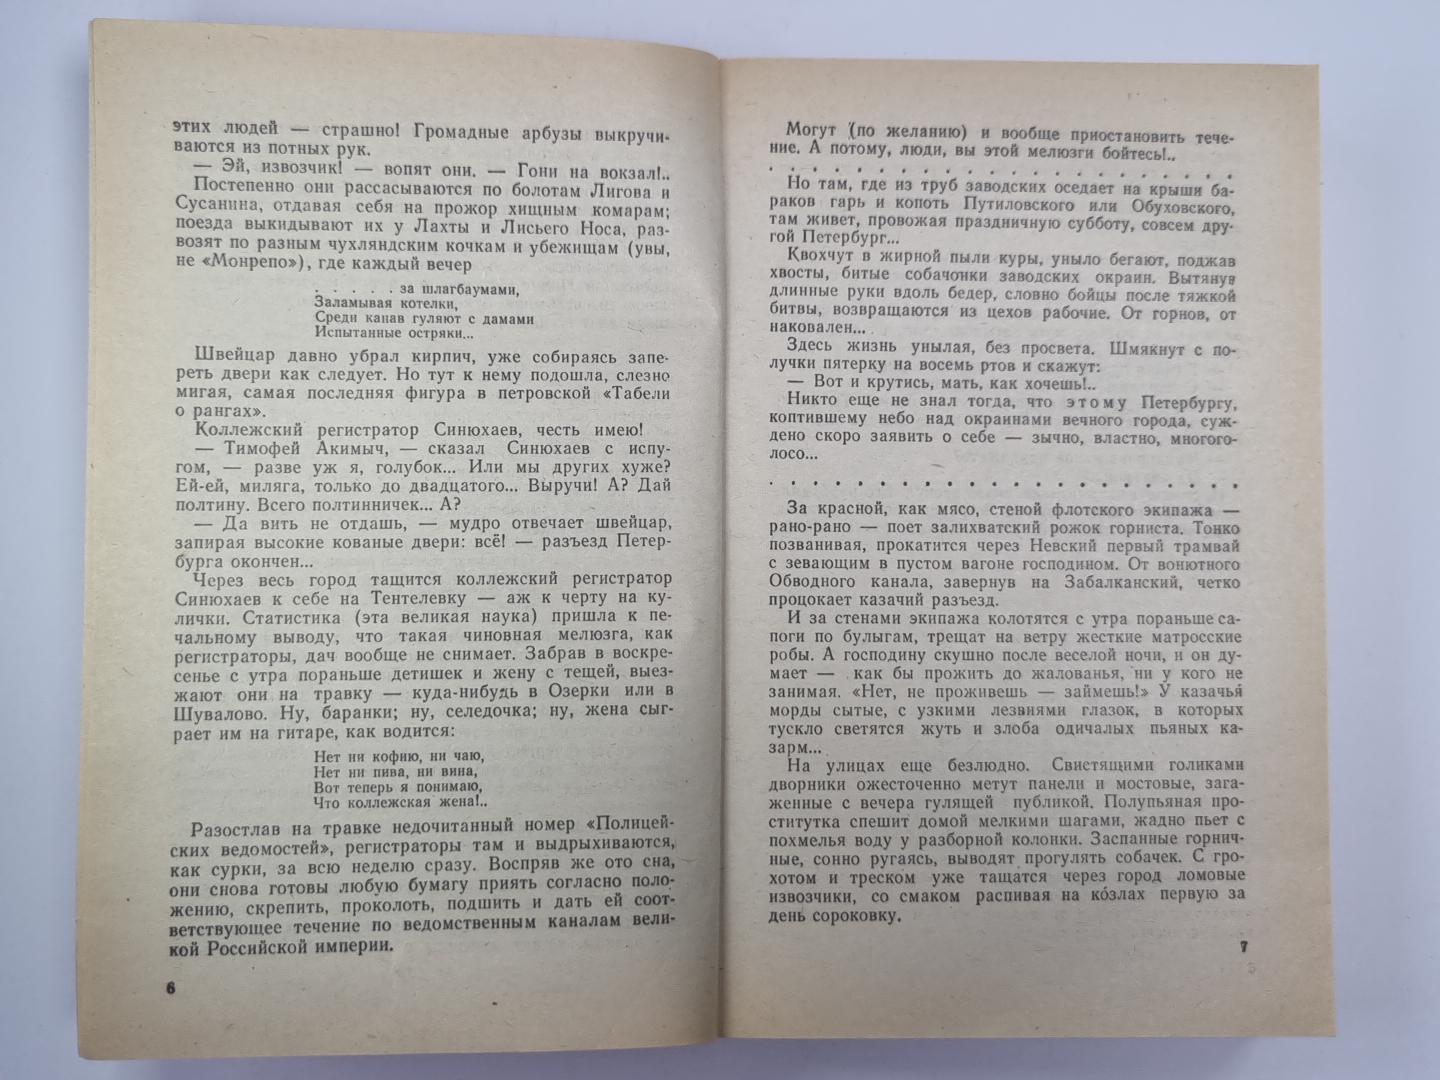 этих людей — страшно! Громадные арбузы выкручи-
ваются из потных рук.
— Эй, извозчик! — вопят они. — Гони на вокзал!..
Постепенно они рассасываются по болотам Лигова и
Сусанина, отдавая себя на прожор хищным комарам;
поезда выкидывают их у Лахты и Лисьего Носа, раз-
возят по разным чухляндским кочкам и убежищам (увы,
не «Монрепо»), где каждый вечер
. . . . . за шлагбаумами,
Заламывая котелки,
Среди канав гуляют с дамами
Испытанные остряки...
Швейцар давно убрал кирпич, уже собираясь запе-
реть двери как следует. Но тут к нему подошла, слезно
мигая, самая последняя фигура в петровской «Табели
о рангах».
Коллежский регистратор Синюхаев, честь имею!
— Тимофей Акимыч, — сказал Синюхаев с испу-
гом, — разве уж я, голубок... Или мы других хуже?
Ей-ей, миляга, только до двадцатого... Выручи! А? Дай
полтину. Всего полтинничек... А?
— Да вить не отдашь, — мудро отвечает швейцар,
запирая высокие кованые двери: всё! — разъезд Петер-
бурга окончен...
Через весь город тащится коллежский регистратор
Синюхаев к себе на Тентелевку — аж к черту на ку-
лички. Статистика (эта великая наука) пришла к пе-
чальному выводу, что такая чиновная мелюзга, как
регистраторы, дач вообще не снимает. Забрав в воскре-
сенье с утра пораньше детишек и жену с тещей, выез-
жают они на травку — куда-нибудь в Озерки или в
Шувалово. Ну, баранки; ну, селедочка; ну, жена сыг-
рает им на гитаре, как водится:
Нет ни кофию, ни чаю,
Нет ни пива, ни вина,
Вот теперь я понимаю,
Что коллежская жена!..
Разостлав на травке недочитанный номер «Полицей-
ских ведомостей», регистраторы там и выдрыхиваются,
как сурки, за всю неделю сразу. Воспряв же ото сна,
они снова готовы любую бумагу приять согласно поло-
жению, скрепить, проколоть, подшить и дать ей соот-
ветствующее течение по ведомственным каналам вели-
кой Российской империи.
6
Могут (по желанию) и вообще приостановить тече-
ние. А потому, люди, вы этой мелюзги бойтесь!..
. . . . . . . . . . . . . . . . . . . . . .
Но там, где из труб заводских оседает на крыши ба-
раков гарь и копоть Путиловского или Обуховского,
там живет, провожая праздничную субботу, совсем дру-
гой Петербург...
Квохчут в жирной пыли куры, уныло бегают, поджав
хвосты, битые собачонки заводских окраин. Вытянув
длинные руки вдоль бедер, словно бойцы после тяжкой
битвы, возвращаются из цехов рабочие. От горнов, от
наковален...
Здесь жизнь унылая, без просвета. Шмякнут с по-
лучки пятерку на восемь ртов и скажут:
— Вот и крутись, мать, как хочешь!..
Никто еще не знал тогда, что этому Петербургу,
коптившему небо над окраинами вечного города, суж-
дено скоро заявить о себе — зычно, властно, многого-
лосо...
. . . . . . . . . . . . . . . . . . . . . .
За красной, как мясо, стеной флотского экипажа —
рано-рано — поет залихватский рожок горниста. Тонко
позванивая, прокатится через Невский первый трамвай
с зевающим в пустом вагоне господином. От вонютного
Обводного канала, завернув на Забалканский, четко
процокает казачий разъезд.
И за стенами экипажа колотятся с утра пораньше са-
поги по булыгам, трещат на ветру жесткие матросские
робы. А господину скушно после веселой ночи, и он ду-
мает — как бы прожить до жалованья, ни у кого не
занимая. «Нет, не проживешь — займешь!» У казачья
морды сытые, с узкими лезвиями глазок, в которых
тускло светятся жуть и злоба одичалых пьяных ка-
зарм...
На улицах еще безлюдно. Свистящими голиками
дворники ожесточенно метут панели и мостовые, зага-
женные с вечера гулящей публикой. Полупьяная про-
ститутка спешит домой мелкими шагами, жадно пьет с
похмелья воду у разборной колонки. Заспанные горнич-
ные, сонно ругаясь, выводят прогулять собачек. С гро-
хотом и треском уже тащатся через город ломовые
извозчики, со смаком распивая на ко́злах первую за
день сороковку.
7